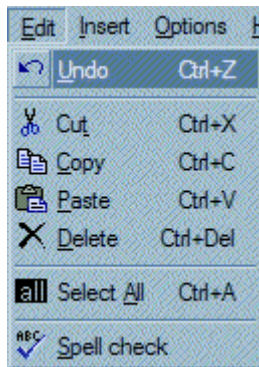 Edit Insert Options
Undo Ctrl+Z
Cut Ctrl+X
Copy Ctrl+C
Paste Ctrl+V
Delete Ctrl+Del
all Select All Ctrl+A
ABC Spell check